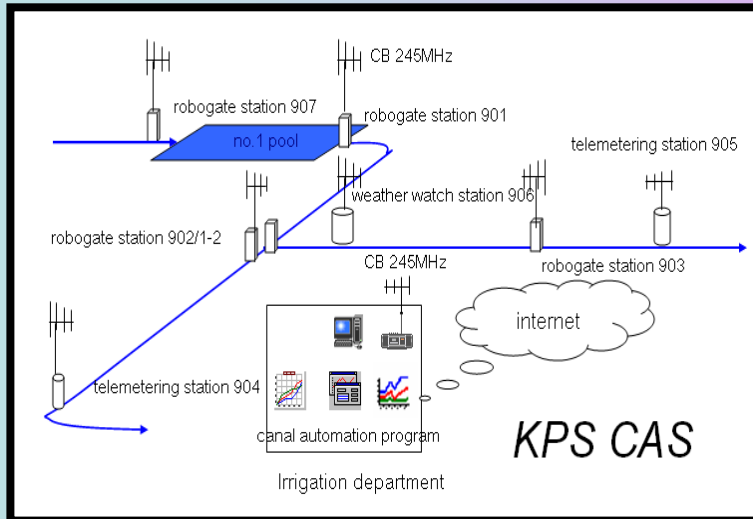 CB 245MHz
robogate station 907
robogate station 901
no.1 pool
telemetering station 905
weather watch station 906
robogate station 902/1-2
CB 245MHz
robogate station 903
internet
telemetering station 904
canal automation program
KPS CAS
Irrigation department